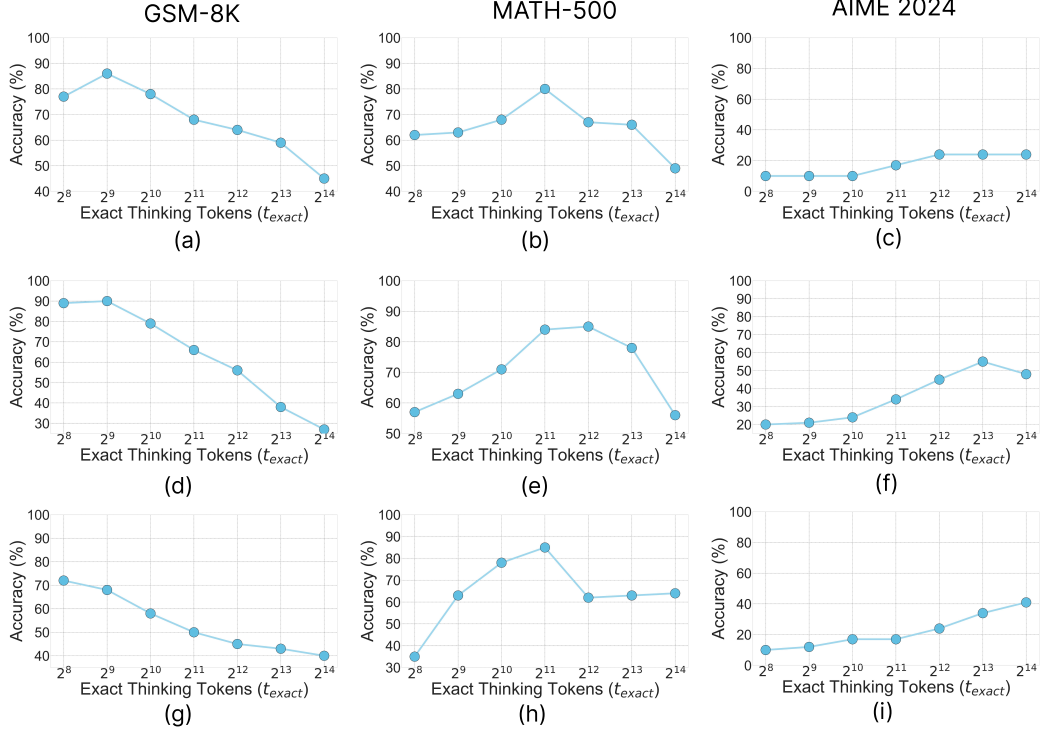 GSM-8K
MATH-500
AIME 2024
100
90
80
70
60
50
40
Accuracy (%)
2^8 2^9 2^10 2^11 2^12 2^13 2^14
Exact Thinking Tokens (t_exact)
(a)
100
90
80
70
60
50
40
Accuracy (%)
2^8 2^9 2^10 2^11 2^12 2^13 2^14
Exact Thinking Tokens (t_exact)
(b)
100
80
60
40
20
0
Accuracy (%)
2^8 2^9 2^10 2^11 2^12 2^13 2^14
Exact Thinking Tokens (t_exact)
(c)
100
90
80
70
60
50
40
30
Accuracy (%)
2^8 2^9 2^10 2^11 2^12 2^13 2^14
Exact Thinking Tokens (t_exact)
(d)
100
90
80
70
60
50
Accuracy (%)
2^8 2^9 2^10 2^11 2^12 2^13 2^14
Exact Thinking Tokens (t_exact)
(e)
100
90
80
70
60
50
40
30
20
Accuracy (%)
2^8 2^9 2^10 2^11 2^12 2^13 2^14
Exact Thinking Tokens (t_exact)
(f)
100
90
80
70
60
50
40
Accuracy (%)
2^8 2^9 2^10 2^11 2^12 2^13 2^14
Exact Thinking Tokens (t_exact)
(g)
100
90
80
70
60
50
40
30
Accuracy (%)
2^8 2^9 2^10 2^11 2^12 2^13 2^14
Exact Thinking Tokens (t_exact)
(h)
100
80
60
40
20
0
Accuracy (%)
2^8 2^9 2^10 2^11 2^12 2^13 2^14
Exact Thinking Tokens (t_exact)
(i)